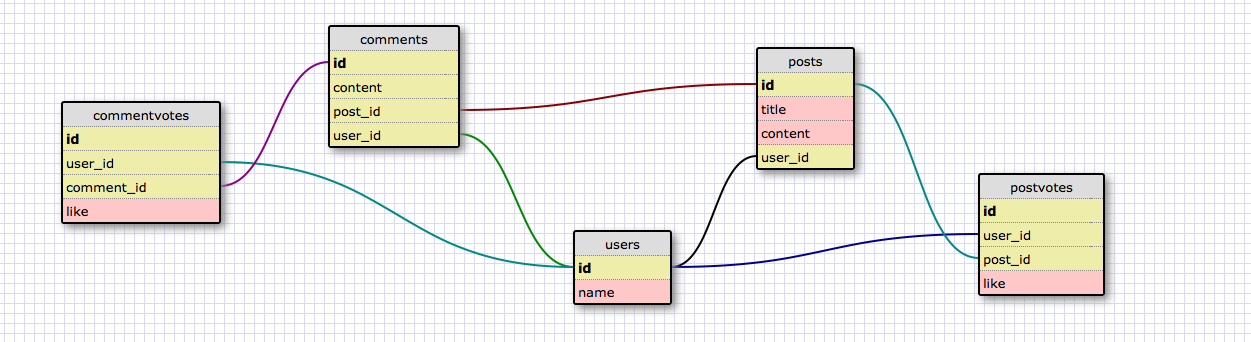 comments
id
content
post_id
user_id
posts
id
title
content
user_id
commentvotes
id
user_id
comment_id
like
postvotes
id
user_id
post_id
like
users
id
name